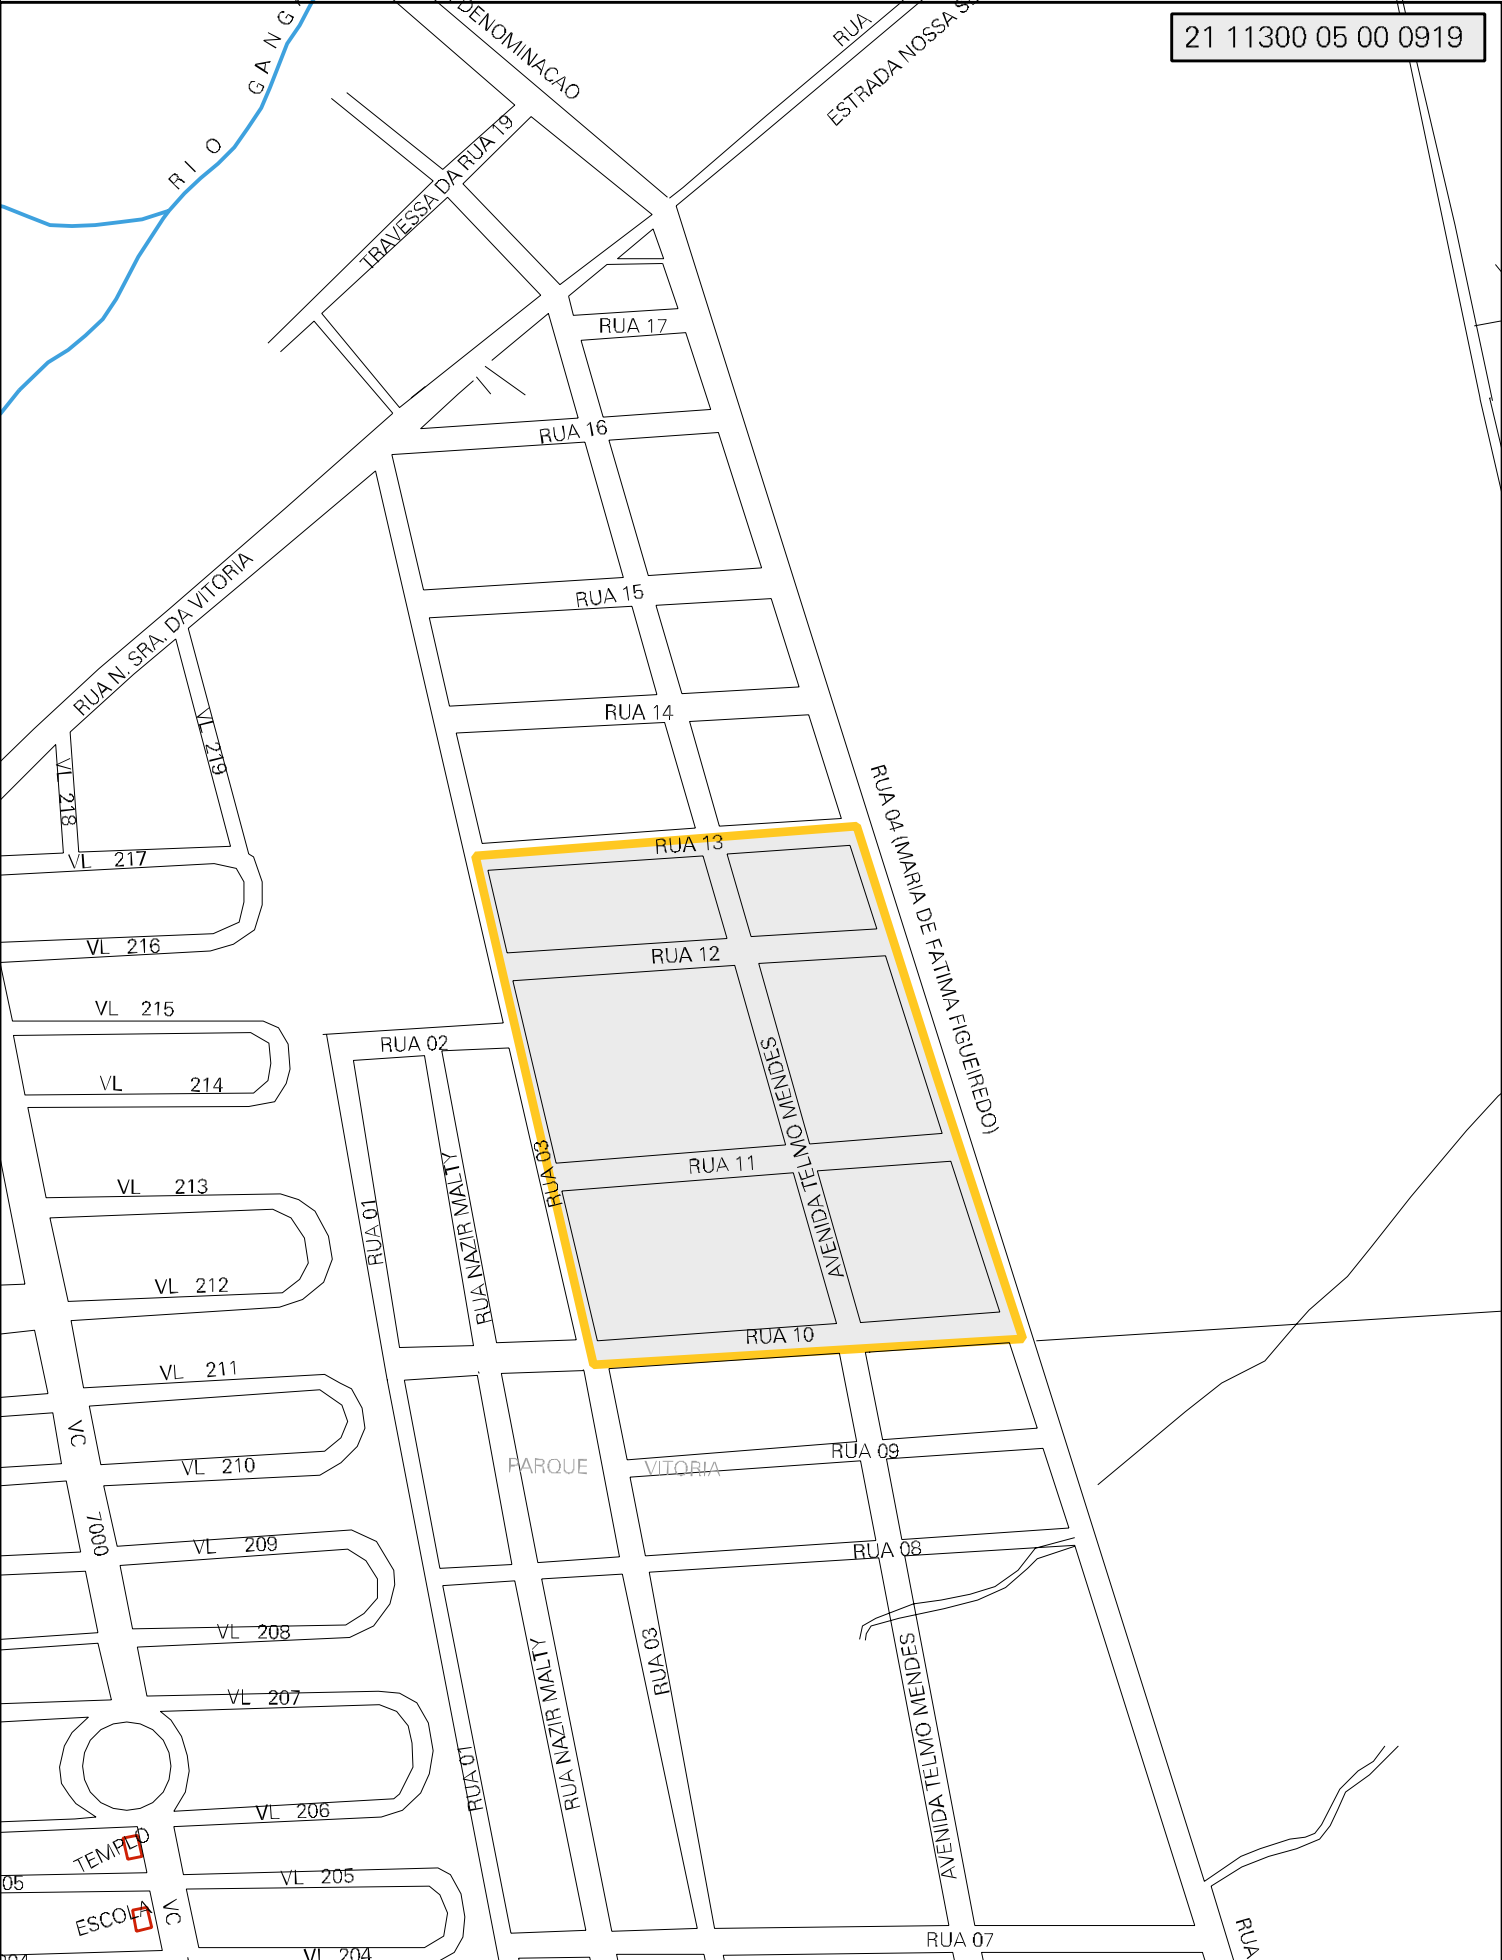 21 11300 05 00 0919
DENOMINACAO
RUA
ESTRADA NOSSA
RIO
TRAVESSA DA RUA 19
RUA 17
RUA 16
RUA 15
RUA N. SRA. DA VITORIA
RUA 14
VL 219
VL 218
RUA 04 (MARIA DE FATIMA FIGUEIREDO)
RUA 13
VL 217
VL 216
RUA 12
VL 215
RUA 02
VL 214
AVENIDA TELMO MENDES
RUA 03
RUA 11
VL 213
RUA NAZIR MALTY
RUA 01
VL 212
RUA 10
VL 211
VC
RUA 09
PARQUE VITORIA
VL 210
7000
VL 209
RUA 08
VL 208
RUA 03
AVENIDA TELMO MENDES
RUA NAZIR MALTY
VL 207
RUA 01
VL 206
TEMPLO
VL 205
05
VC
ESCOLA
RUA 07
RUA
VL 204